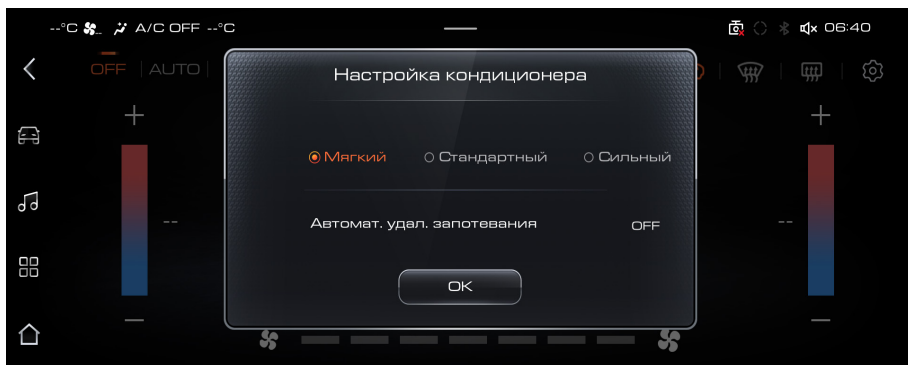 --°C A/C OFF --°C 06:40
OFF AUTO
Настройка кондиционера
Мягкий Стандартный Сильный
-- --
Автомат. удал. запотевания OFF
OK